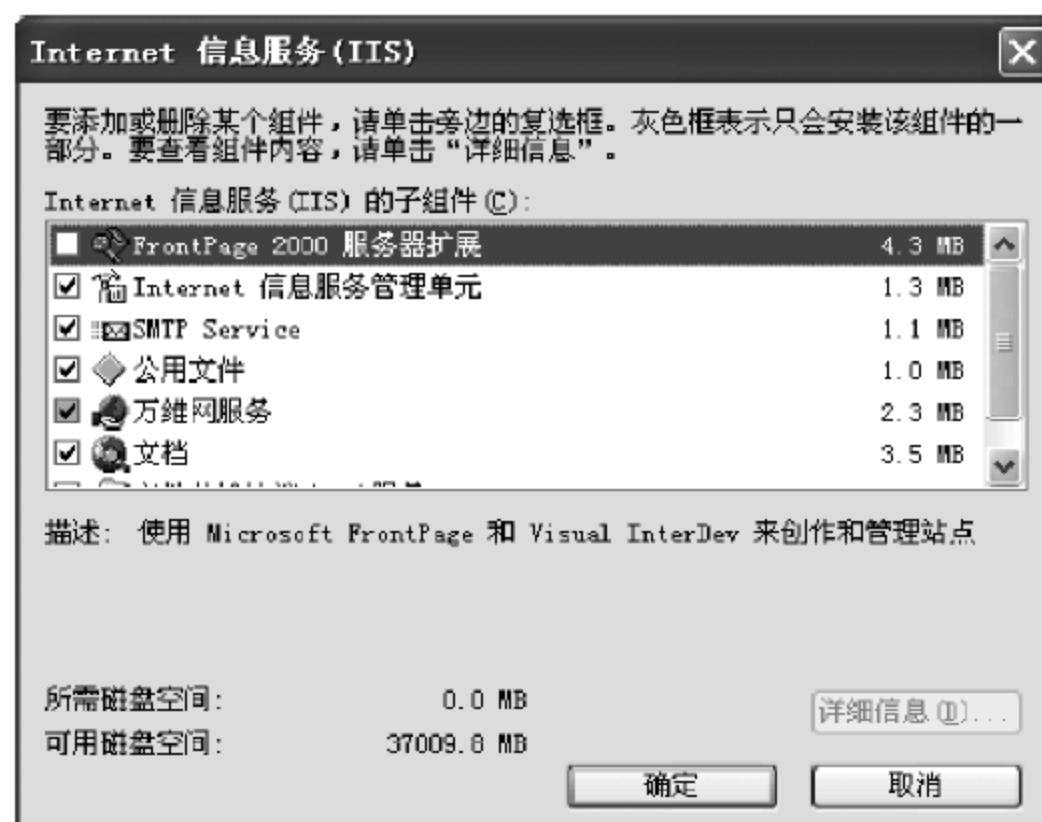 Internet 信息服务(IIS)
要添加或删除某个组件，请单击旁边的复选框。灰色框表示只会安装该组件的一
部分。要查看组件内容，请单击“详细信息”。
Internet 信息服务(IIS) 的子组件(C):
FrontPage 2000 服务器扩展 4.3 MB
Internet 信息服务管理单元 1.3 MB
SMTP Service 1.1 MB
公用文件 1.0 MB
万维网服务 2.3 MB
文档 3.5 MB
描述: 使用 Microsoft FrontPage 和 Visual InterDev 来创作和管理站点
所需磁盘空间: 0.0 MB
详细信息(D)...
可用磁盘空间: 37009.8 MB
确定 取消